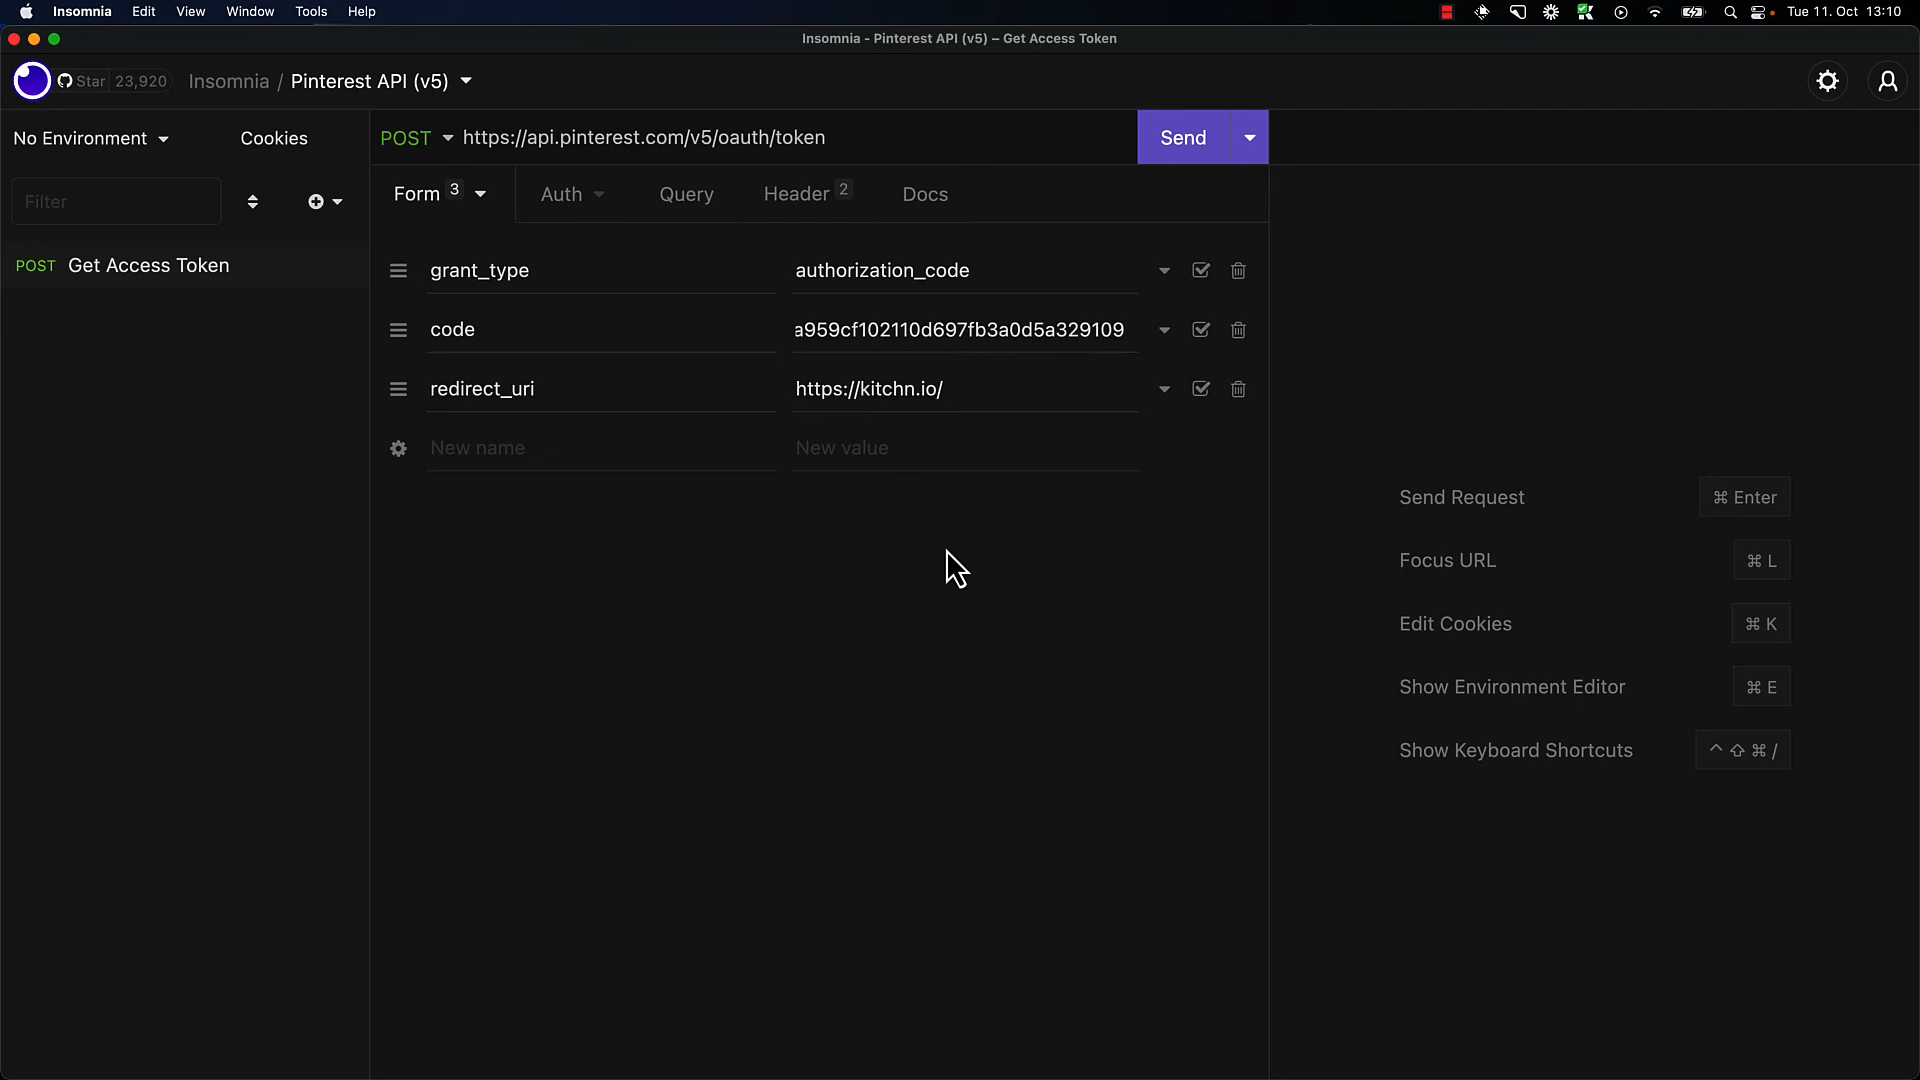 Insomnia Edit View Window Tools Help Tue 11. Oct 13:10
Insomnia - Pinterest API (v5) – Get Access Token
Star 23,920 Insomnia / Pinterest API (v5)
No Environment Cookies
POST https://api.pinterest.com/v5/oauth/token Send
Filter
Form 3 Auth Query Header 2 Docs
POST Get Access Token
grant_type authorization_code
code a959cf102110d697fb3a0d5a329109
redirect_uri https://kitchn.io/
New name New value
Send Request ⌘ Enter
Focus URL ⌘ L
Edit Cookies ⌘ K
Show Environment Editor ⌘ E
Show Keyboard Shortcuts ^ ⇧ ⌘ /